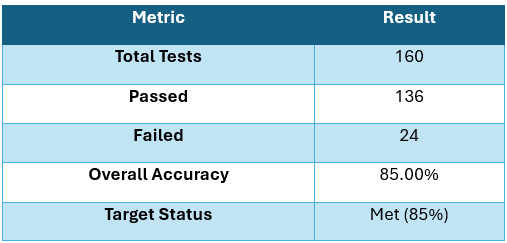 Metric Result
Total Tests 160
Passed 136
Failed 24
Overall Accuracy 85.00%
Target Status Met (85%)